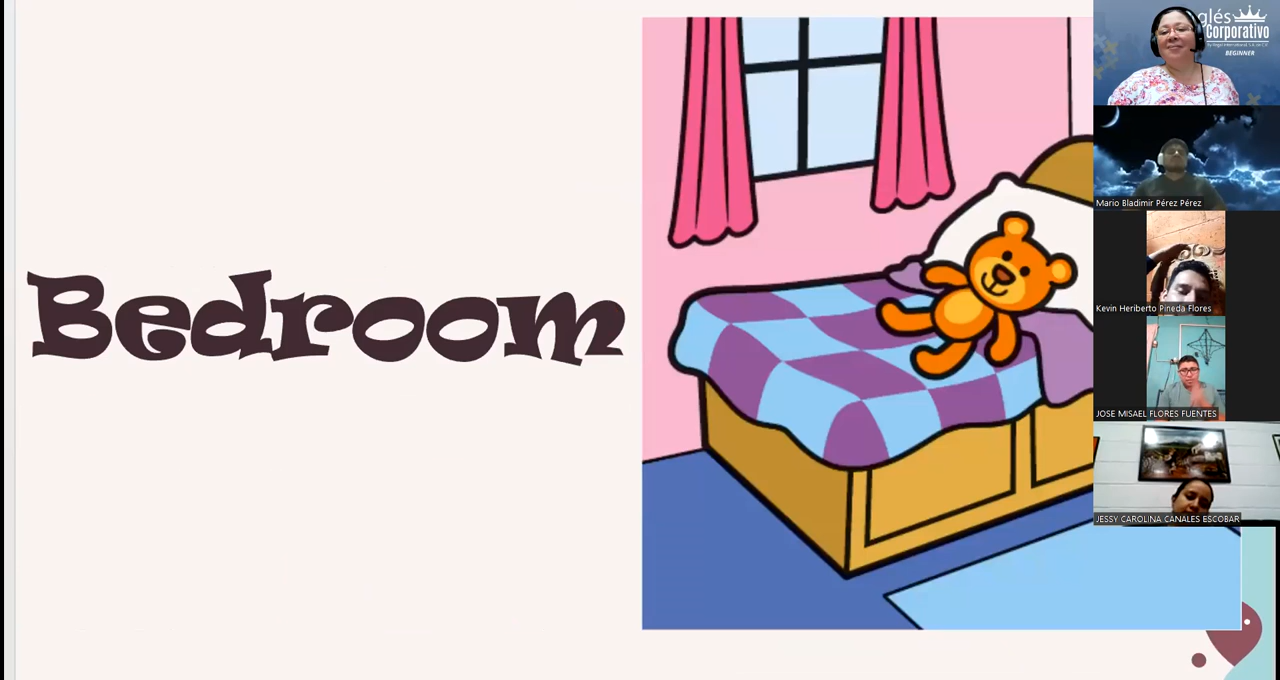 Bedroom
glés
Corporativo
BEGINNER
Mario Bladimir Pérez Pérez
Kevin Heriberto Pineda Flores
JOSE MISAEL FLORES FUENTES
JESSY CAROLINA CANALES ESCOBAR